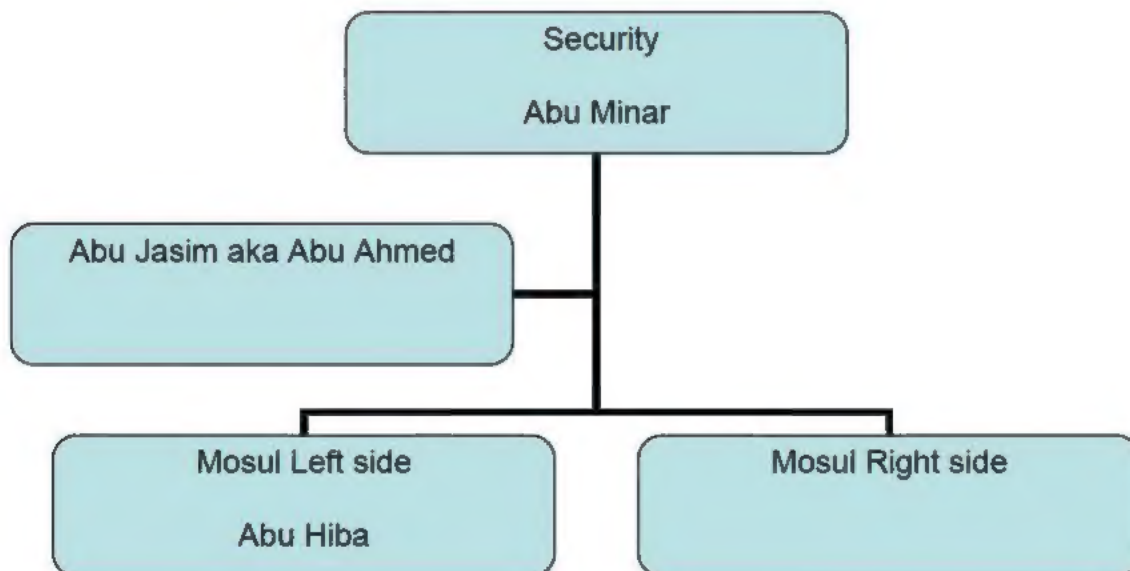 Security
Abu Minar
Abu Jasim aka Abu Ahmed
Mosul Left side
Abu Hiba
Mosul Right side